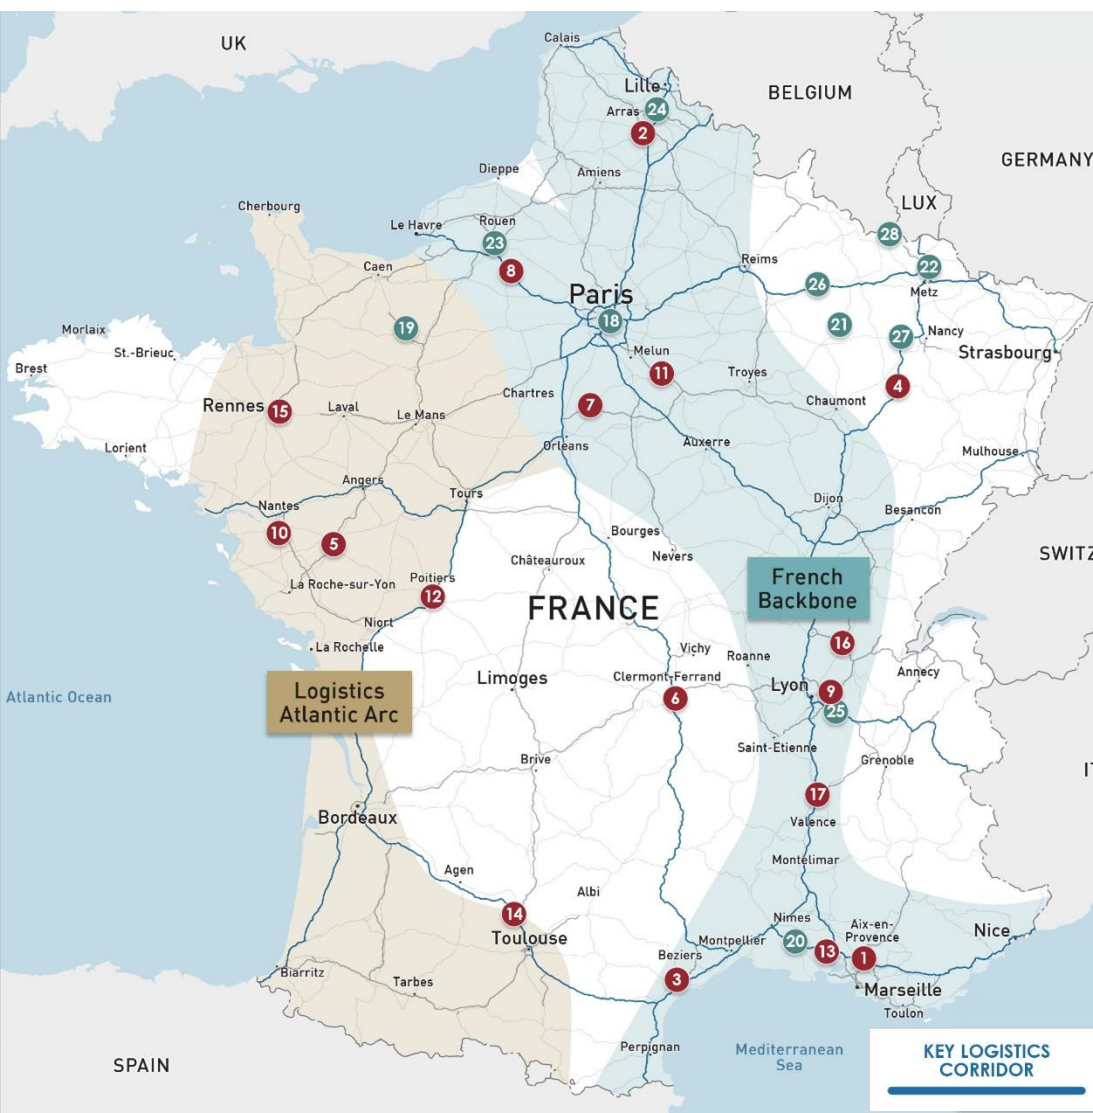 Calais
UK
Lille
BELGIUM
Arras
24
2
GERMANY
Dieppe
Amiens
LUX
Cherbourg
Le Havre
Rouen
28
23
Caen
8
Reims
22
26
Metz
Paris
18
19
21
27
Nancy
Morlaix
St.-Brieuc
Melun
Strasbourg
Brest
11
Troyes
4
Chartres
7
Chaumont
Rennes
15
Laval
Le Mans
Lorient
Orléans
Auxerre
Mulhouse
Angers
Tours
Dijon
Nantes
Besançon
10
5
Bourges
Nevers
SWITZ
Châteauroux
La Roche-sur-Yon
Poitiers
12
French
Backbone
FRANCE
Niort
16
La Rochelle
Vichy
Roanne
Annecy
Limoges
Clermont-Ferrand
Lyon
9
6
25
Atlantic Ocean
Logistics
Atlantic Arc
Saint-Etienne
Brive
Grenoble
IT
17
Bordeaux
Valence
Montélimar
Agen
Albi
14
Nimes
Aix-en-
Provence
Nice
Toulouse
Montpellier
20
13
1
Beziers
3
Biarritz
Tarbes
Marseille
Toulon
Perpignan
Mediterranean
Sea
SPAIN
KEY LOGISTICS
CORRIDOR